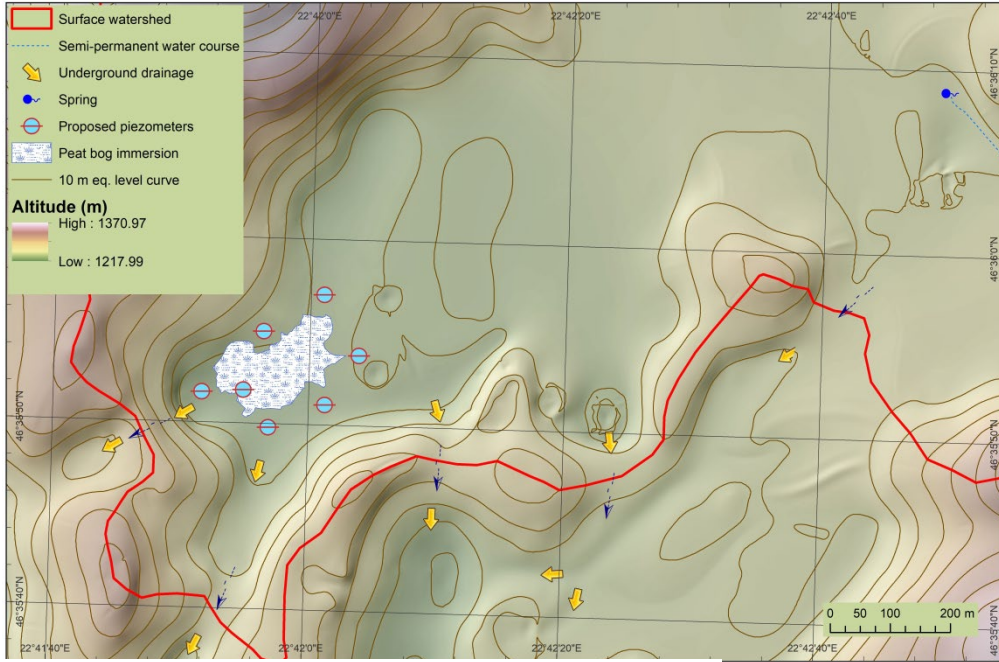 Surface watershed
Semi-permanent water course
Underground drainage
Spring
Proposed piezometers
Peat bog immersion
10 m eq. level curve
Altitude (m)
High : 1370.97
Low : 1217.99
22°42'0"E
22°42'20"E
22°42'40"E
46°36'10"N
46°36'0"N
46°35'50"N
46°35'50"N
46°35'40"N
46°35'40"N
0 50 100 200 m
22°41'40"E
22°42'0"E
22°42'20"E
22°42'40"E